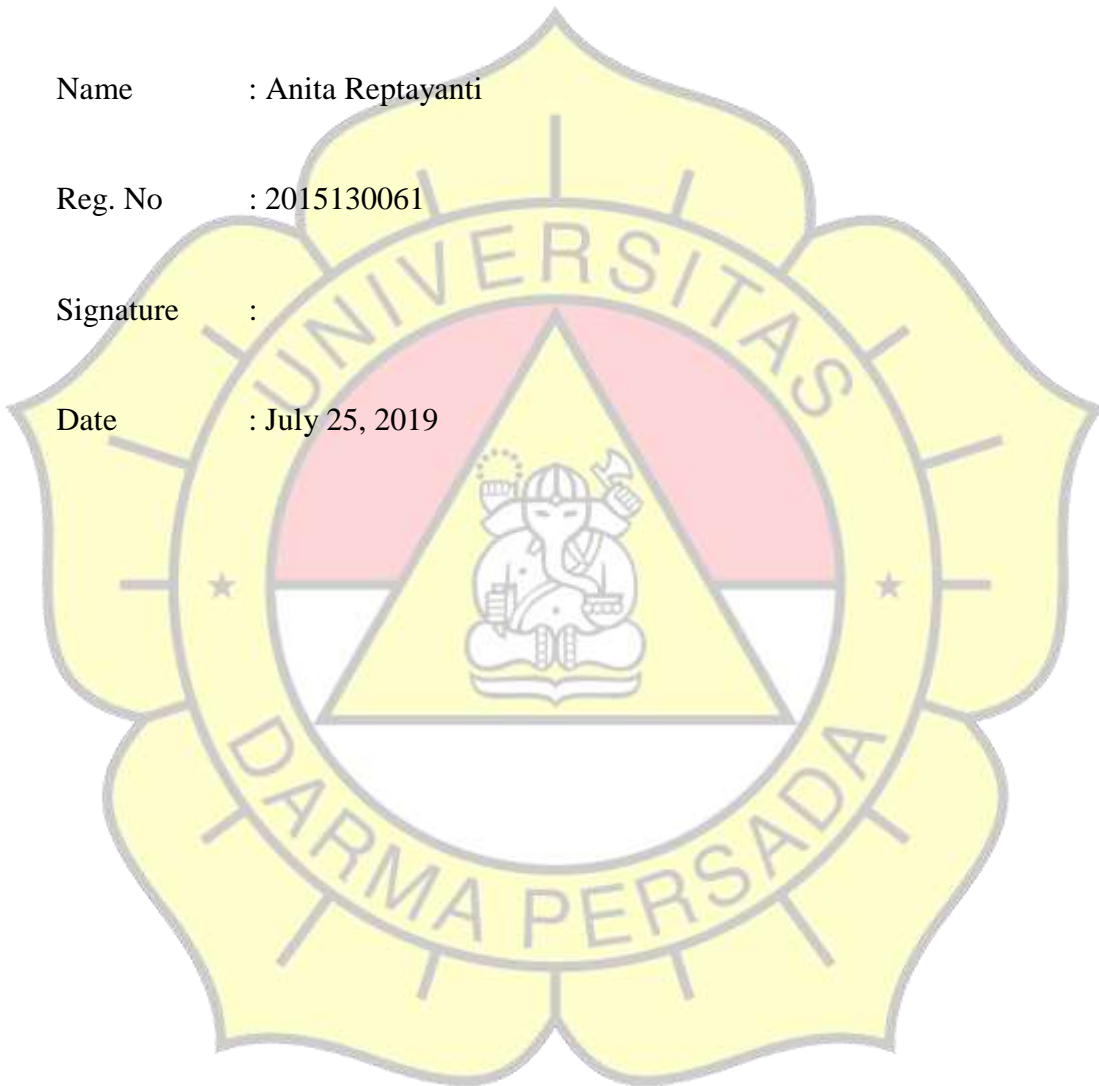 Name : Anita Reptayanti
Reg. No : 2015130061
Signature :
Date : July 25, 2019
UNIVERSITAS
DARMA PERSADA